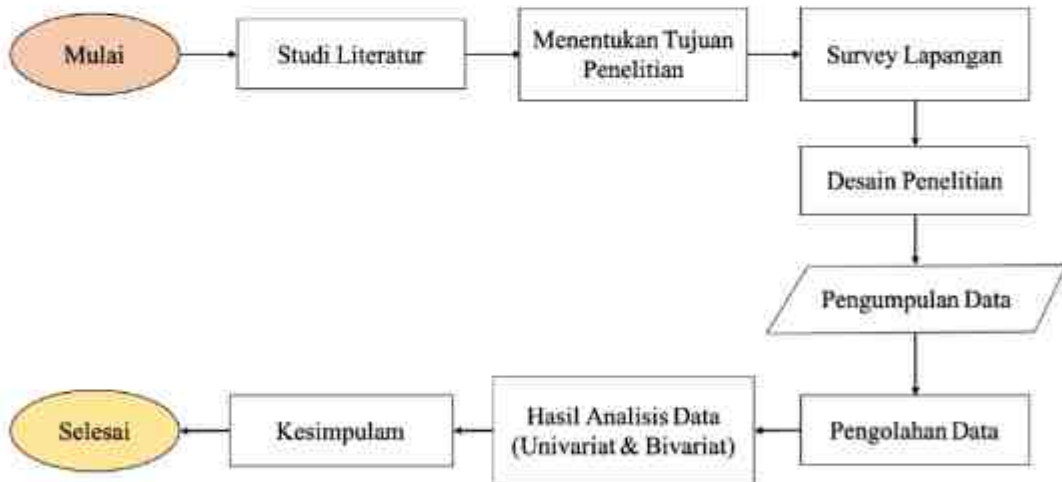 Mulai
Studi Literatur
Menentukan Tujuan
Penelitian
Survey Lapangan
Desain Penelitian
Pengumpulan Data
Pengolahan Data
Hasil Analisis Data
(Univariat & Bivariat)
Kesimpulam
Selesai